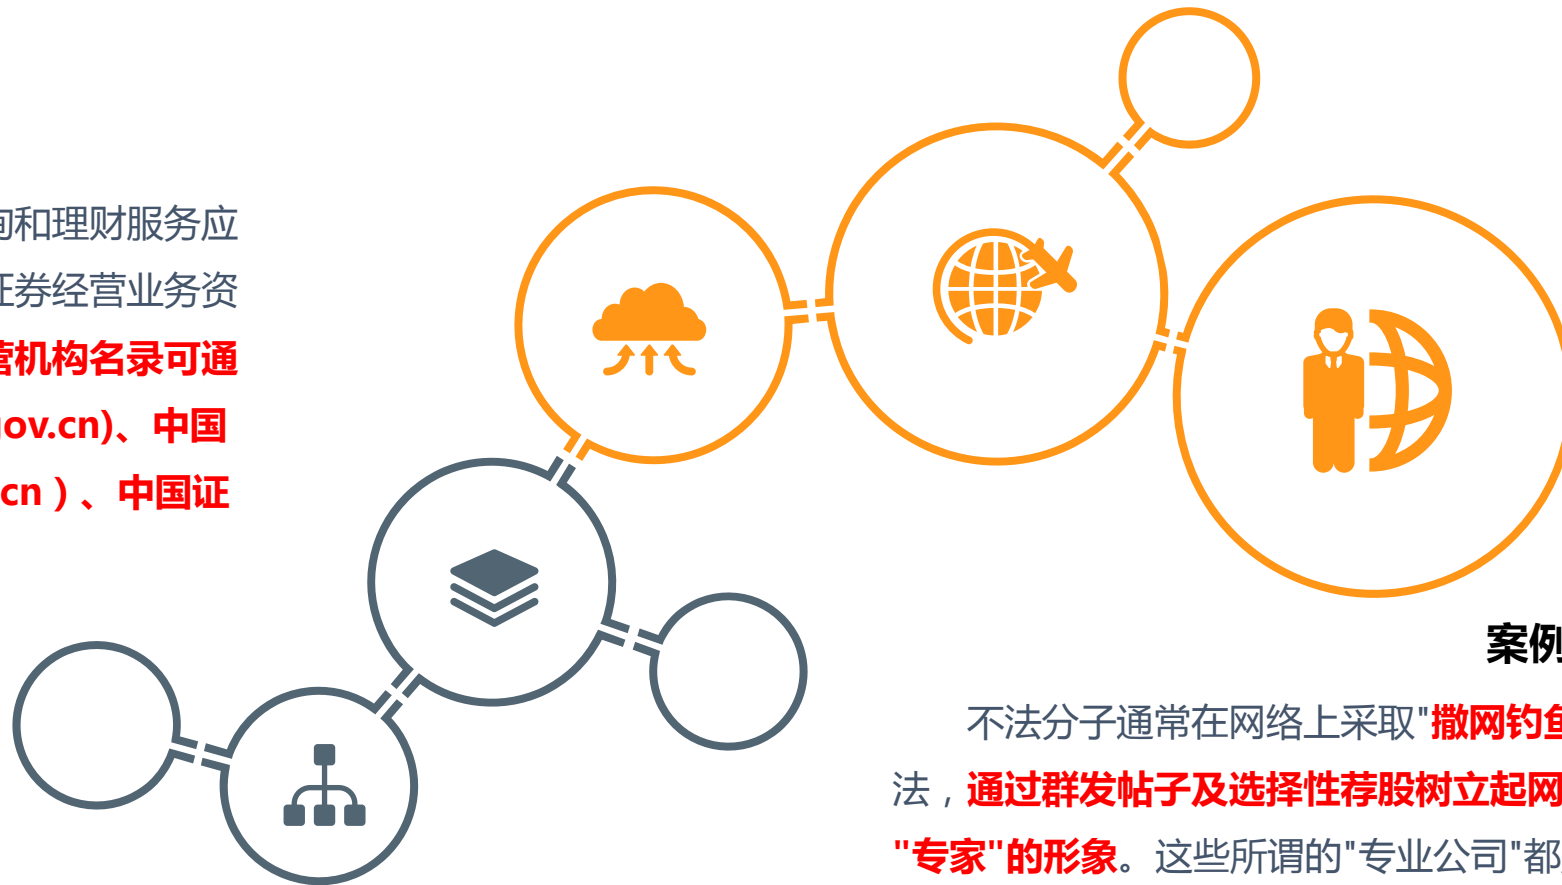 询和理财服务应
证券经营业务资
营机构名录可通
gov.cn)、中国
cn）、中国证
案例
不法分子通常在网络上采取"撒网钓鱼
法，通过群发帖子及选择性荐股树立起网
"专家"的形象。这些所谓的"专业公司"都